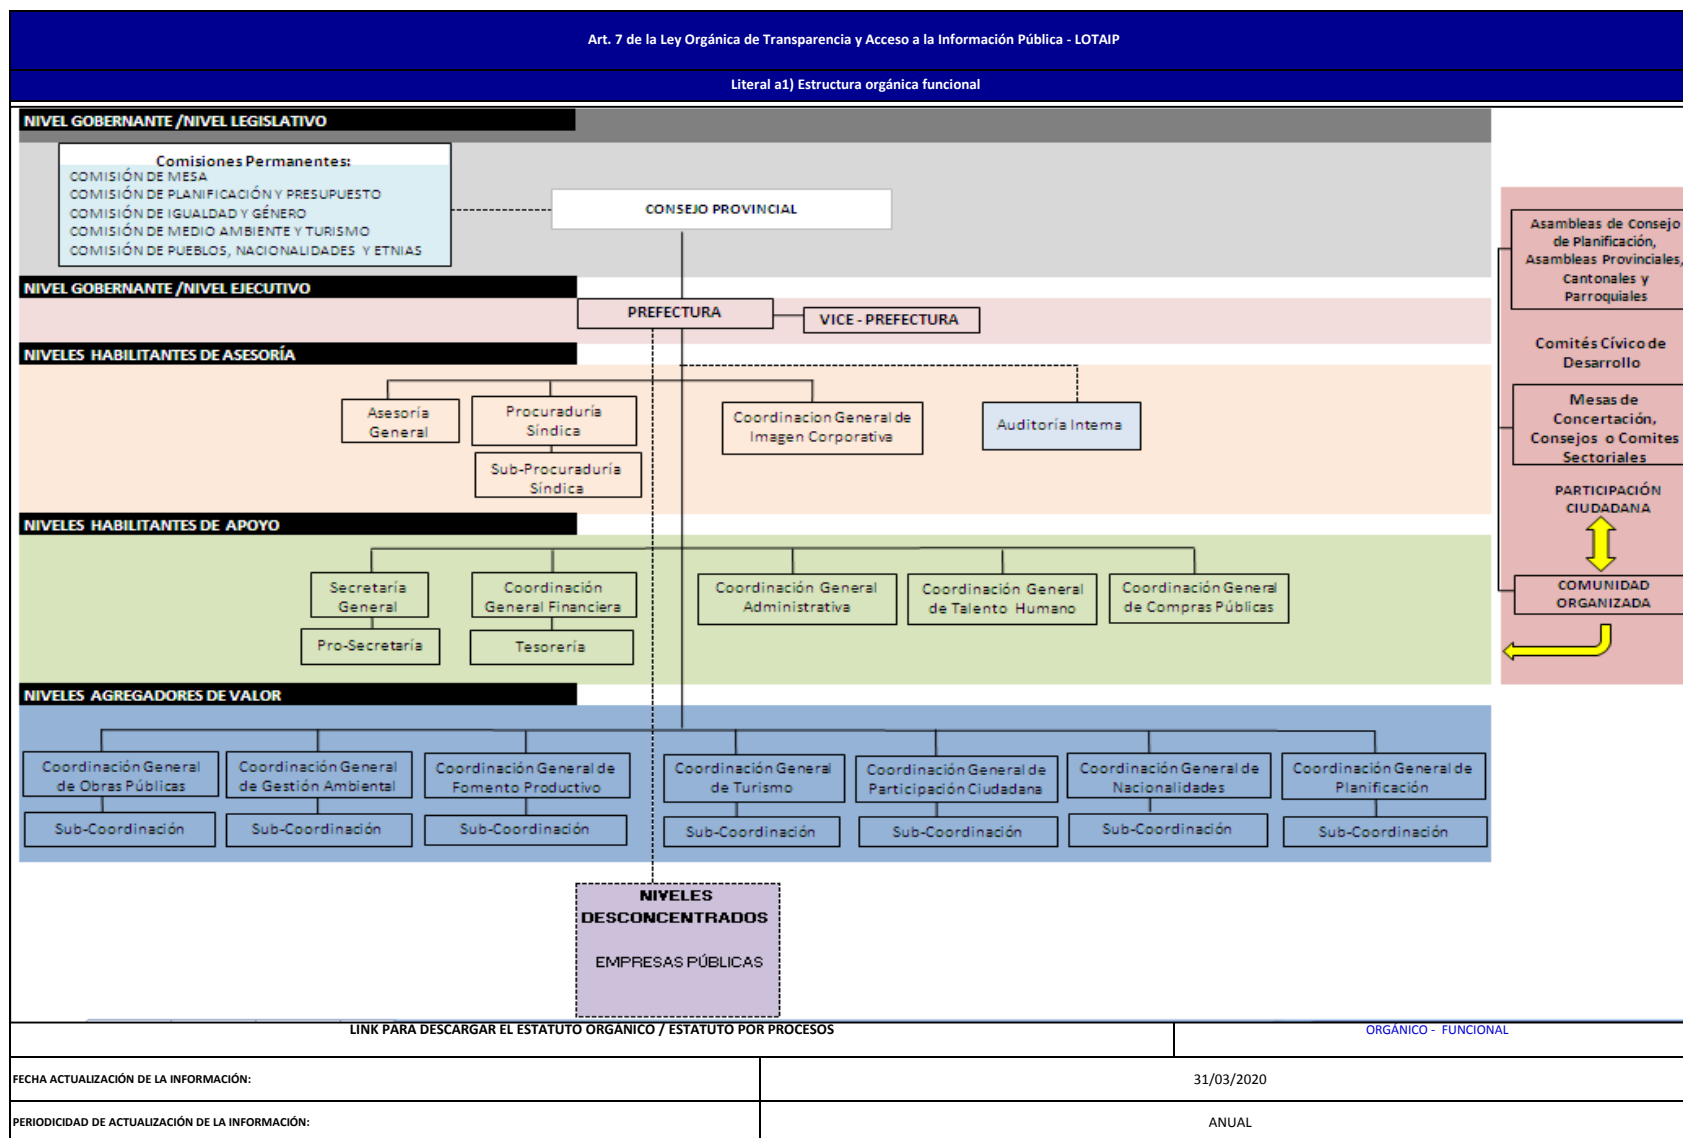 Art. 7 de la Ley Orgánica de Transparencia y Acceso a la Información Pública - LOTAIP
Literal a1) Estructura orgánica funcional
NIVEL GOBERNANTE /NIVEL LEGISLATIVO
Comisiones Permanentes:
COMISIÓN DE MESA
COMISIÓN DE PLANIFICACIÓN Y PRESUPUESTO
COMISIÓN DE IGUALDAD Y GÉNERO
COMISIÓN DE MEDIO AMBIENTE Y TURISMO
COMISIÓN DE PUEBLOS, NACIONALIDADES Y ETNIAS
CONSEJO PROVINCIAL
NIVEL GOBERNANTE /NIVEL EJECUTIVO
PREFECTURA
VICE - PREFECTURA
NIVELES HABILITANTES DE ASESORÍA
Asesoría
General
Procuraduría
Síndica
Sub-Procuraduría
Síndica
Coordinacion General de
Imagen Corporativa
Auditoría Interna
NIVELES HABILITANTES DE APOYO
Secretaría
General
Pro-Secretaría
Coordinación
General Financiera
Tesorería
Coordinación General
Administrativa
Coordinación General
de Talento Humano
Coordinación General
de Compras Públicas
NIVELES AGREGADORES DE VALOR
Coordinación General
de Obras Públicas
Sub-Coordinación
Coordinación General
de Gestión Ambiental
Sub-Coordinación
Coordinación General de
Fomento Productivo
Sub-Coordinación
Coordinación General
de Turismo
Sub-Coordinación
Coordinación General de
Participación Ciudadana
Sub-Coordinación
Coordinación General de
Nacionalidades
Sub-Coordinación
Coordinación General de
Planificación
Sub-Coordinación
NIVELES
DESCONCENTRADOS
EMPRESAS PÚBLICAS
Asambleas de Consejo
de Planificación,
Asambleas Provinciales,
Cantonales y
Parroquiales
Comités Cívico de
Desarrollo
Mesas de
Concertación,
Consejos o Comites
Sectoriales
PARTICIPACIÓN
CIUDADANA
COMUNIDAD
ORGANIZADA
LINK PARA DESCARGAR EL ESTATUTO ORGÁNICO / ESTATUTO POR PROCESOS
ORGÁNICO - FUNCIONAL
FECHA ACTUALIZACIÓN DE LA INFORMACIÓN:
31/03/2020
PERIODICIDAD DE ACTUALIZACIÓN DE LA INFORMACIÓN:
ANUAL